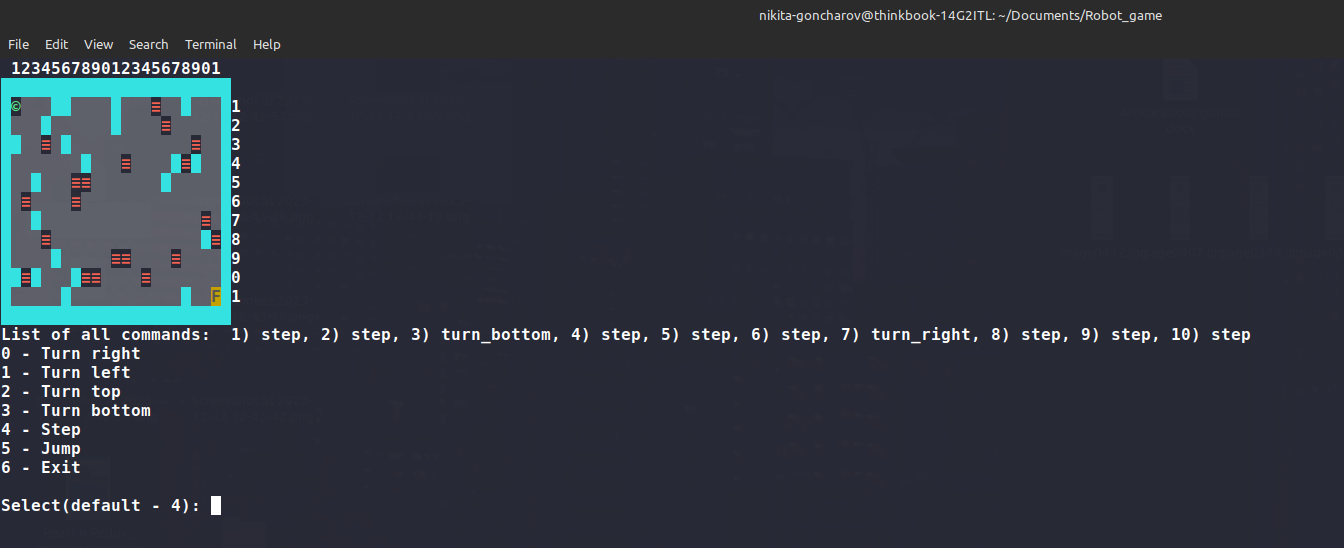 nikita-goncharov@thinkbook-14G2ITL: ~/Documents/Robot_game
File Edit View Search Terminal Help
123456789012345678901
© 1
2
3
4
5
6
7
8
9
0
F 1
List of all commands:  1) step, 2) step, 3) turn_bottom, 4) step, 5) step, 6) step, 7) turn_right, 8) step, 9) step, 10) step
0 - Turn right
1 - Turn left
2 - Turn top
3 - Turn bottom
4 - Step
5 - Jump
6 - Exit
Select(default - 4):